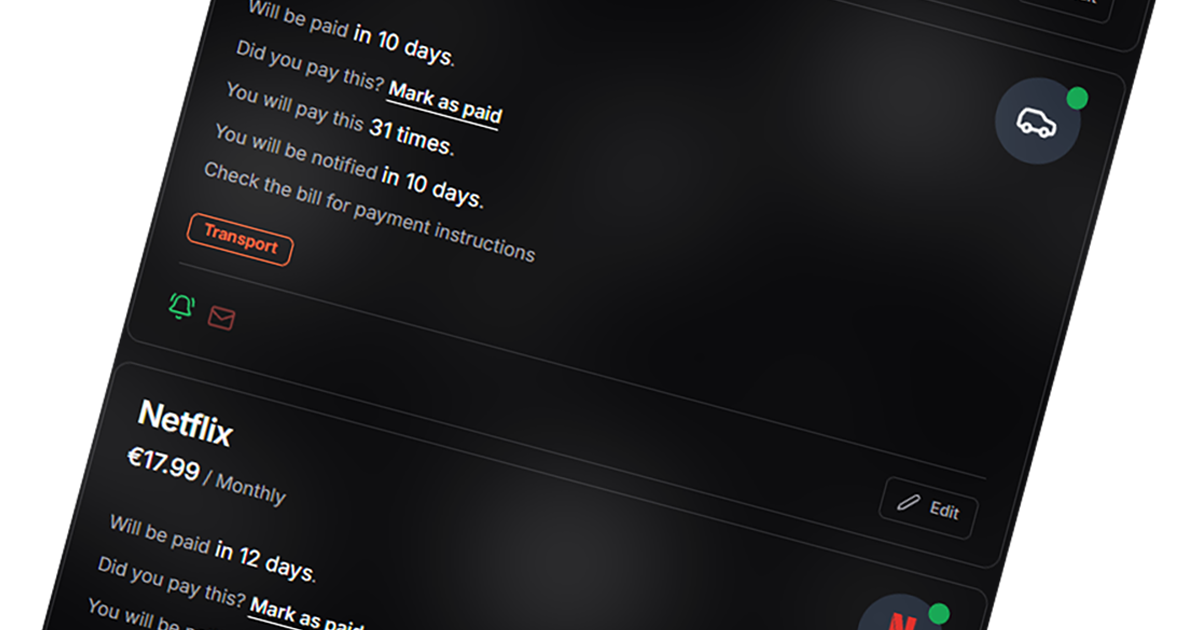 Will be paid in 10 days.
Did you pay this? Mark as paid
You will pay this 31 times.
You will be notified in 10 days.
Check the bill for payment instructions
Transport
Edit
Netflix
€17.99 / Monthly
Will be paid in 12 days.
Did you pay this? Mark as paid
You will be
N